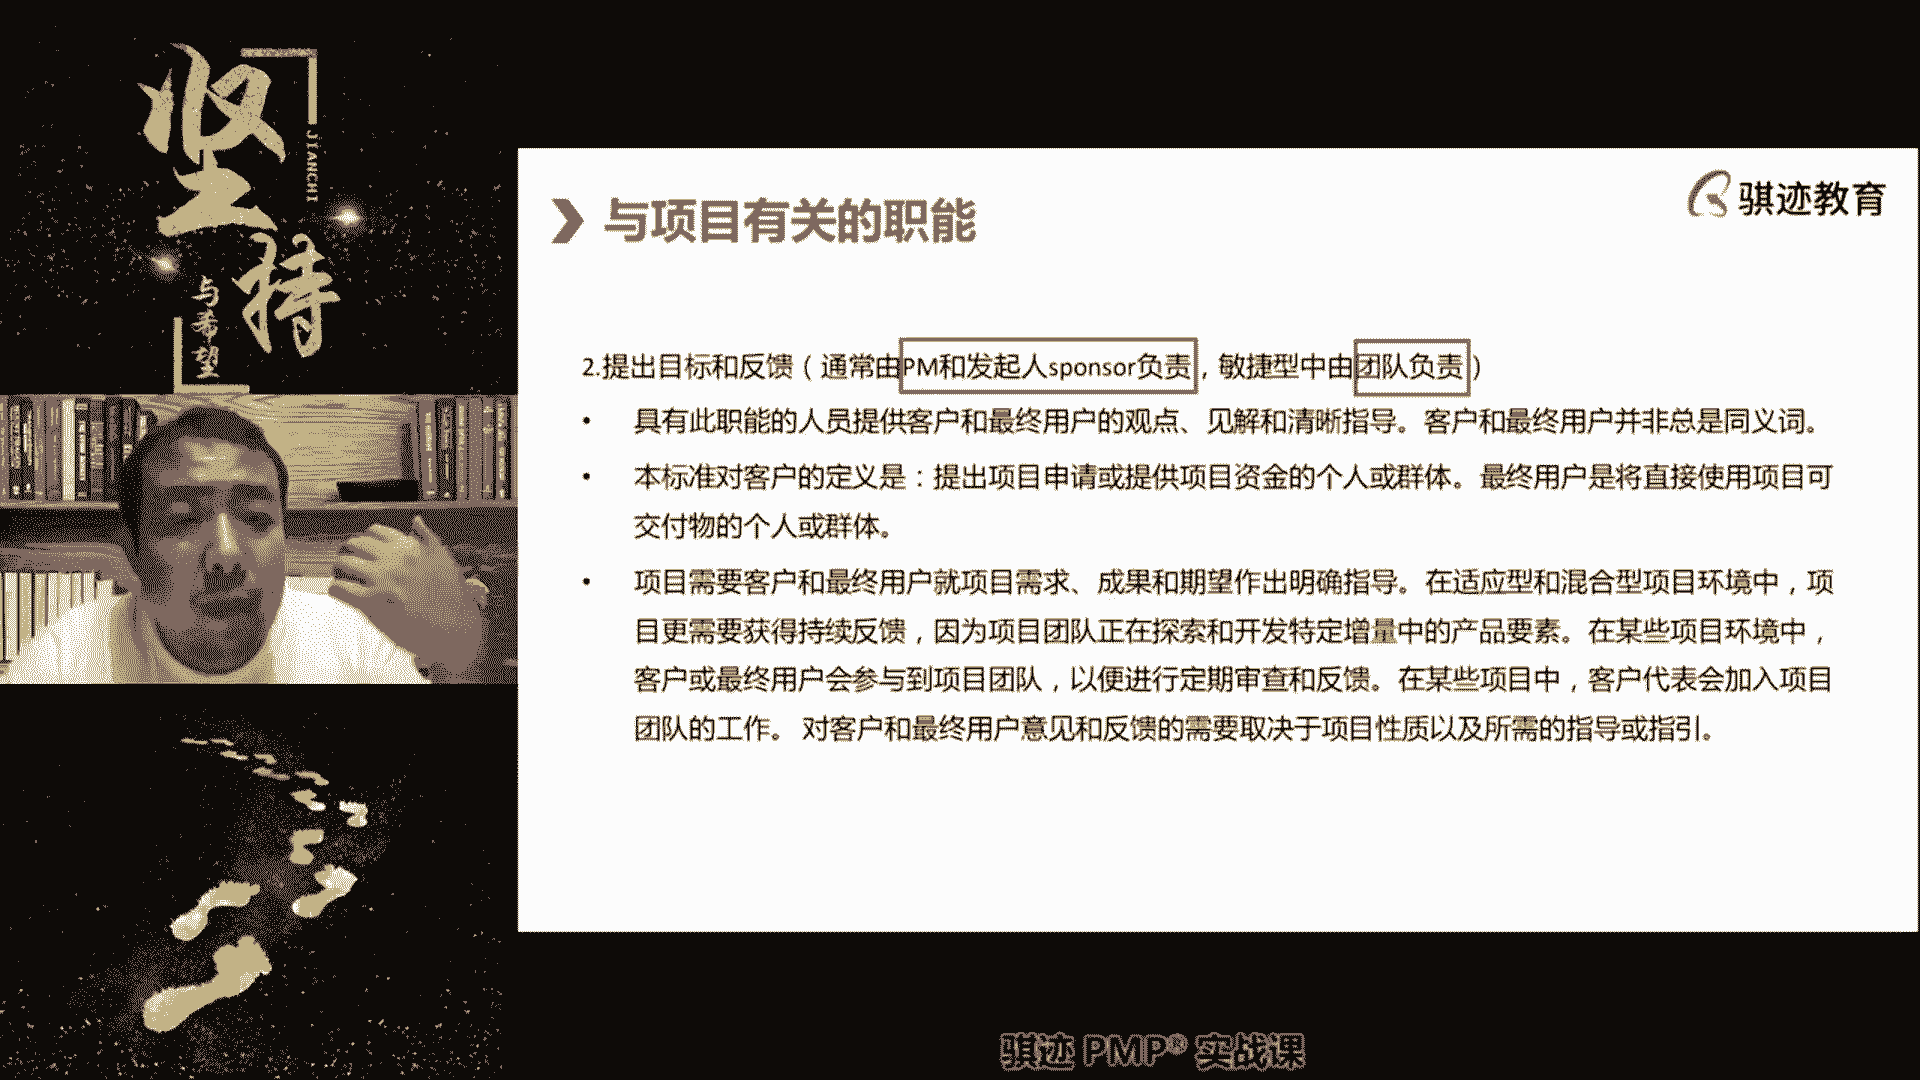 坚持
JIANCHI
与希望
骐迹教育
与项目有关的职能
2.提出目标和反馈（通常由PM和发起人sponsor负责，敏捷型中由团队负责）
• 具有此职能的人员提供客户和最终用户的观点、见解和清晰指导。客户和最终用户并非总是同义词。
• 本标准对客户的定义是：提出项目申请或提供项目资金的个人或群体。最终用户是将直接使用项目可
交付物的个人或群体。
• 项目需要客户和最终用户就项目需求、成果和期望作出明确指导。在适应型和混合型项目环境中，项
目更需要获得持续反馈，因为项目团队正在探索和开发特定增量中的产品要素。在某些项目环境中，
客户或最终用户会参与到项目团队，以便进行定期审查和反馈。在某些项目中，客户代表会加入项目
团队的工作。 对客户和最终用户意见和反馈的需要取决于项目性质以及所需的指导或指引。
骐迹 PMP® 实战课